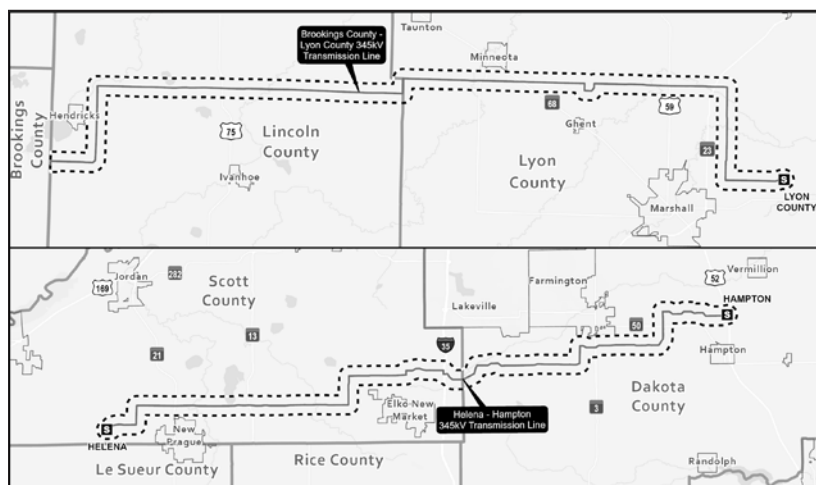 Taunton
Brookings County -
Lyon County 345kV
Transmission Line
Minneota
Brookings
County
Hendricks
75
Lincoln
County
Ivanhoe
68
59
Ghent
Lyon
County
23
Marshall
S
LYON
COUNTY
Jordan
169
282
Scott
County
Lakeville
Farmington
52
Vermillion
HAMPTON
S
13
21
35
50
Hampton
Elko New
Market
Dakota
County
3
Helena - Hampton
345kV Transmission Line
S
HELENA
New
Prague
Le Sueur County
Rice County
Randolph